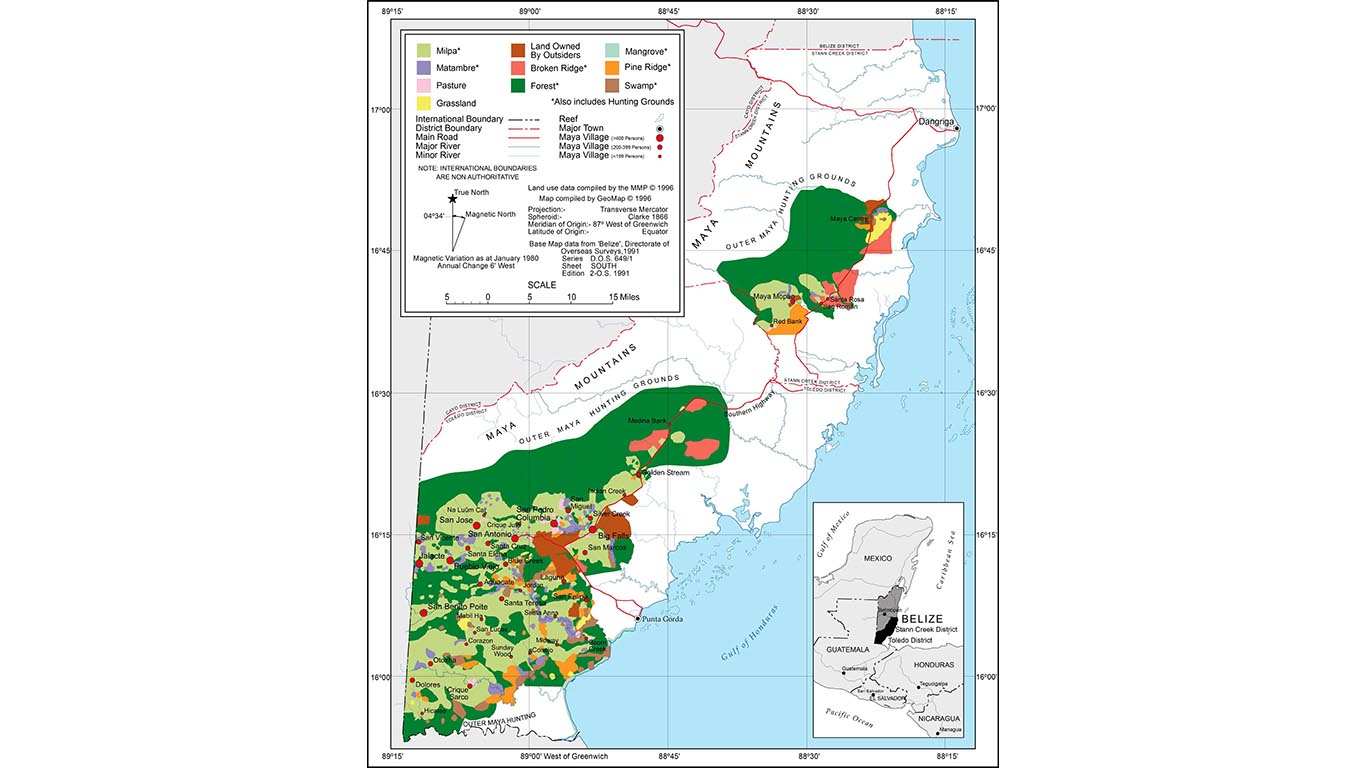 89°15'
89°00'
88°45'
88°30'
88°15'
Milpa*
Land Owned
By Outsiders
Mangrove*
Matambre*
Broken Ridge*
Pine Ridge*
Pasture
Forest*
Swamp*
Grassland
*Also includes Hunting Grounds
International Boundary
Reef
District Boundary
Major Town
Main Road
Maya Village (>400 Persons)
Major River
Maya Village (200-399 Persons)
Minor River
Maya Village (<199 Persons)
NOTE: INTERNATIONAL BOUNDARIES
ARE NON AUTHORITATIVE
True North
04°34'
Magnetic North
Magnetic Variation as at January 1980
Annual Change 6' West
Land use data compiled by the MMP © 1996
Map compiled by GeoMap © 1996
Projection:- Transverse Mercator
Spheroid:- Clarke 1866
Meridian of Origin:- 87° West of Greenwich
Latitude of Origin:- Equator
Base Map data from 'Belize', Directorate of
Overseas Surveys,1991
Series D.O.S. 649/1
Sheet SOUTH
Edition 2-O.S. 1991
SCALE
5 0 5 10 15 Miles
BELIZE DISTRICT
STANN CREEK DISTRICT
CAYO DISTRICT
STANN CREEK DISTRICT
17°00'
17°00'
Dangriga
MAYA MOUNTAINS
OUTER MAYA HUNTING GROUNDS
Maya Centre
16°45'
16°45'
Maya Mopan
Santa Rosa
San Roman
Red Bank
STANN CREEK DISTRICT
TOLEDO DISTRICT
16°30'
16°30'
CAYO DISTRICT
TOLEDO DISTRICT
MAYA MOUNTAINS
OUTER MAYA HUNTING GROUNDS
Southern Highway
Medina Bank
Golden Stream
Indian Creek
San
Miguel
Na Luûm Caj
San Pedro
Columbia
Silver Creek
San Jose
Crique Jute
16°15'
16°15'
San Antonio
Big Falls
San Vicente
Santa Cruz
San Marcos
Jalacte
Santa Elena
Pueblo Viejo
Blue Creek
Laguna
Aguacate
Jordan
San Felipe
San Benito Poite
Santa Teresa
Mabil Ha
Santa Anna
Punta Gorda
San Lucas
Corazon
Midway
Boom
Creek
Sunday
Wood
Conejo
Otoxha
16°00'
16°00'
Dolores
Crique
Sarco
Hicatee
OUTER MAYA HUNTING
Gulf of Honduras
Gulf of Mexico
Caribbean Sea
MEXICO
Belmopan
BELIZE
Stann Creek District
Toledo District
GUATEMALA
Guatemala
HONDURAS
Tegucigalpa
San Salvador
EL SALVADOR
Pacific Ocean
NICARAGUA
Managua
89°15'
89°00' West of Greenwich
88°45'
88°30'
88°15'